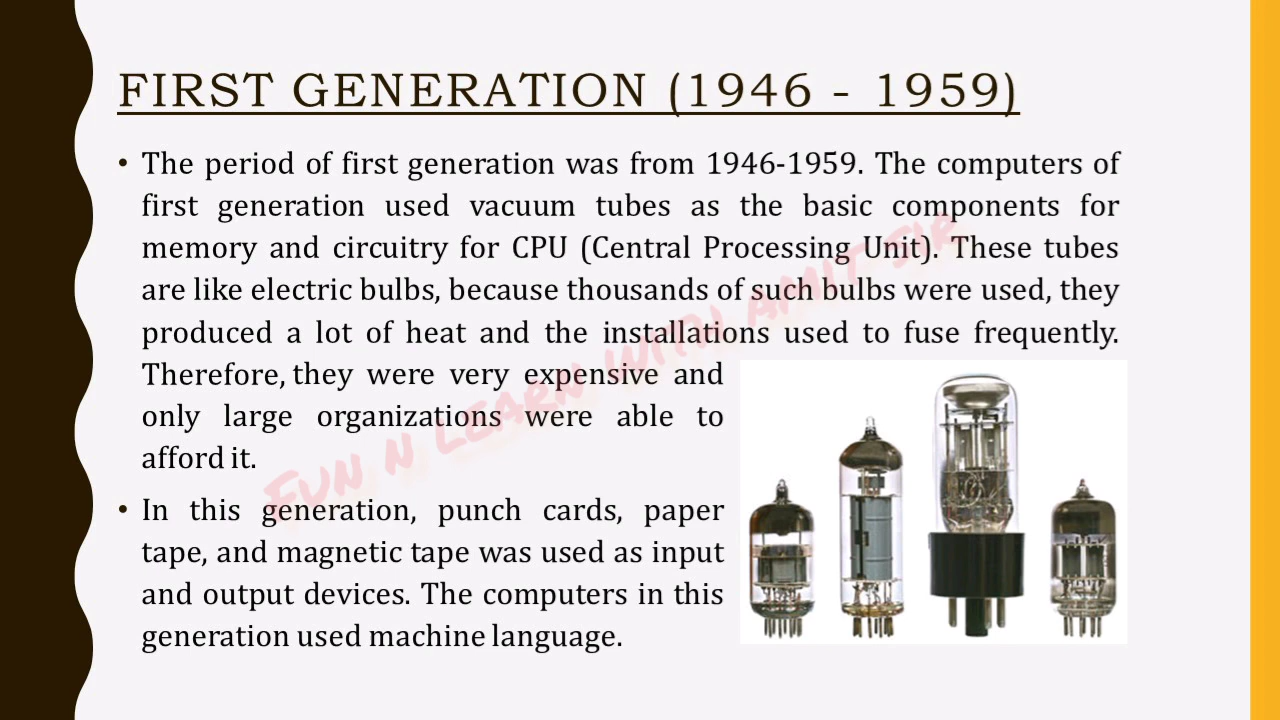 FIRST GENERATION (1946 - 1959)
• The period of first generation was from 1946-1959. The computers of
first generation used vacuum tubes as the basic components for
memory and circuitry for CPU (Central Processing Unit). These tubes
are like electric bulbs, because thousands of such bulbs were used, they
produced a lot of heat and the installations used to fuse frequently.
Therefore, they were very expensive and
only large organizations were able to
afford it.
• In this generation, punch cards, paper
tape, and magnetic tape was used as input
and output devices. The computers in this
generation used machine language.
Fun n Learn with Amit Sir